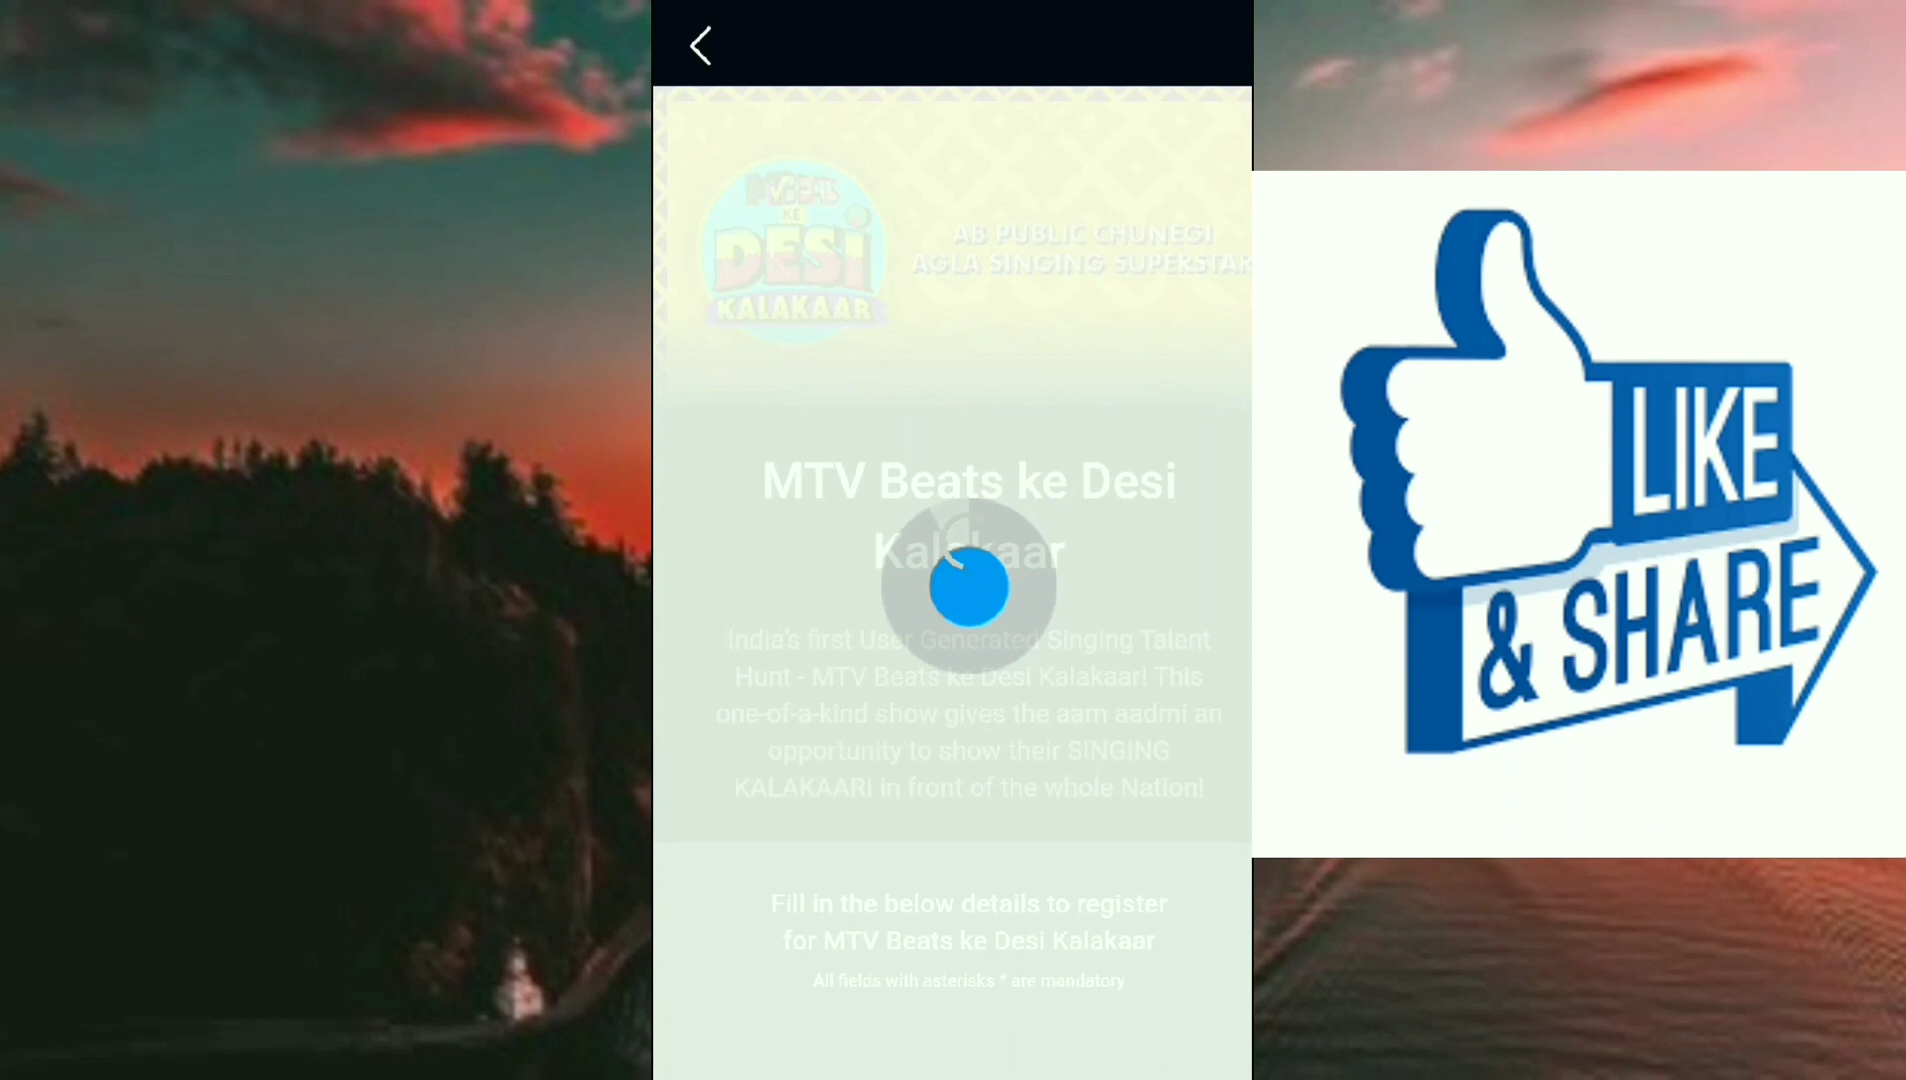 MTV BEATS
KE
DESI
KALAKAAR
AB PUBLIC CHUNEGI
AGLA SINGING SUPERSTAR
MTV Beats ke Desi
Kalakaar
India's first User Generated Singing Talent
Hunt - MTV Beats ke Desi Kalakaar! This
one-of-a-kind show gives the aam aadmi an
opportunity to show their SINGING
KALAKAARI in front of the whole Nation!
Fill in the below details to register
for MTV Beats ke Desi Kalakaar
All fields with asterisks * are mandatory
LIKE
& SHARE